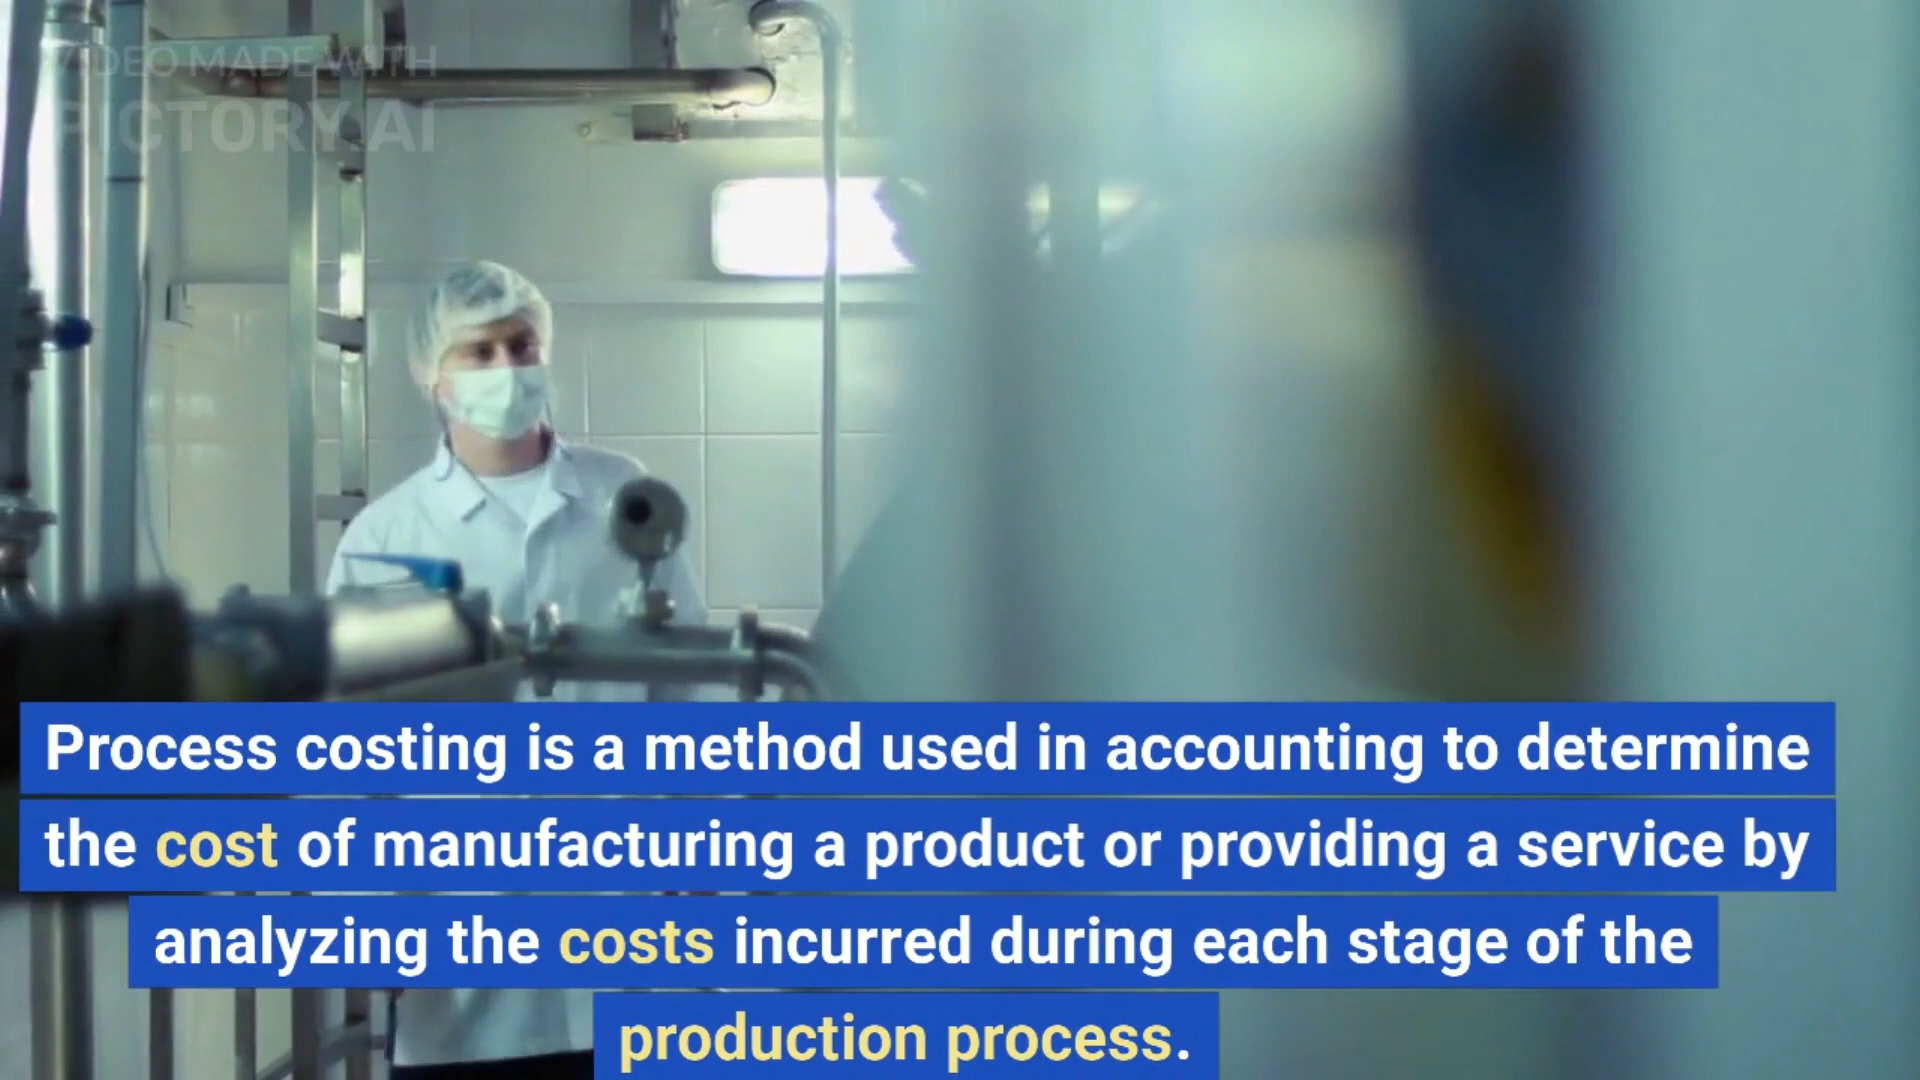 VIDEO MADE WITH
PICTORY.AI
Process costing is a method used in accounting to determine
the cost of manufacturing a product or providing a service by
analyzing the costs incurred during each stage of the
production process.